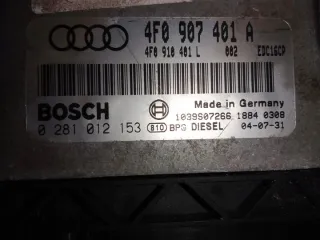 4F0 907 401 A
4F0 910 401 L 002 EDC16CP
BOSCH Made in Germany
1039S07266 1884 0308
0 281 012 153 B10 BPG DIESEL 04-07-31